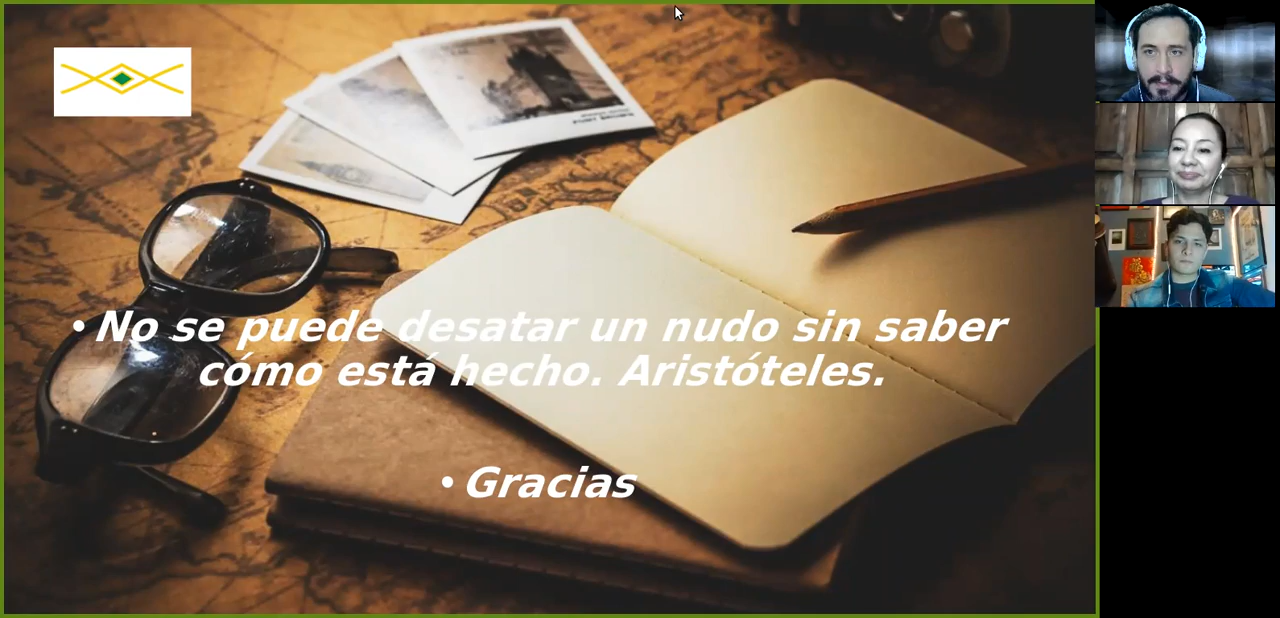 • No se puede desatar un nudo sin saber
cómo está hecho. Aristóteles.
• Gracias